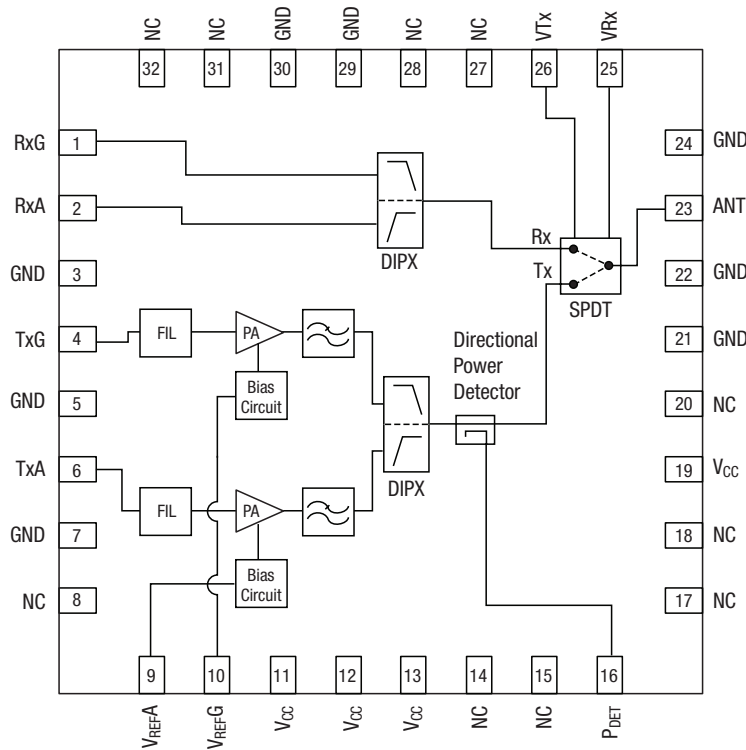 NC
NC
GND
GND
NC
NC
VTx
VRx
32
31
30
29
28
27
26
25
RxG
1
24
GND
RxA
2
23
ANT
Rx
DIPX
Tx
GND
3
22
GND
SPDT
TxG
4
FIL
PA
Directional
Power
Detector
21
GND
Bias
Circuit
GND
5
20
NC
TxA
6
19
VCC
DIPX
FIL
PA
GND
7
18
NC
Bias
Circuit
NC
8
17
NC
9
10
11
12
13
14
15
16
VREFA
VREFG
VCC
VCC
VCC
NC
NC
PDET